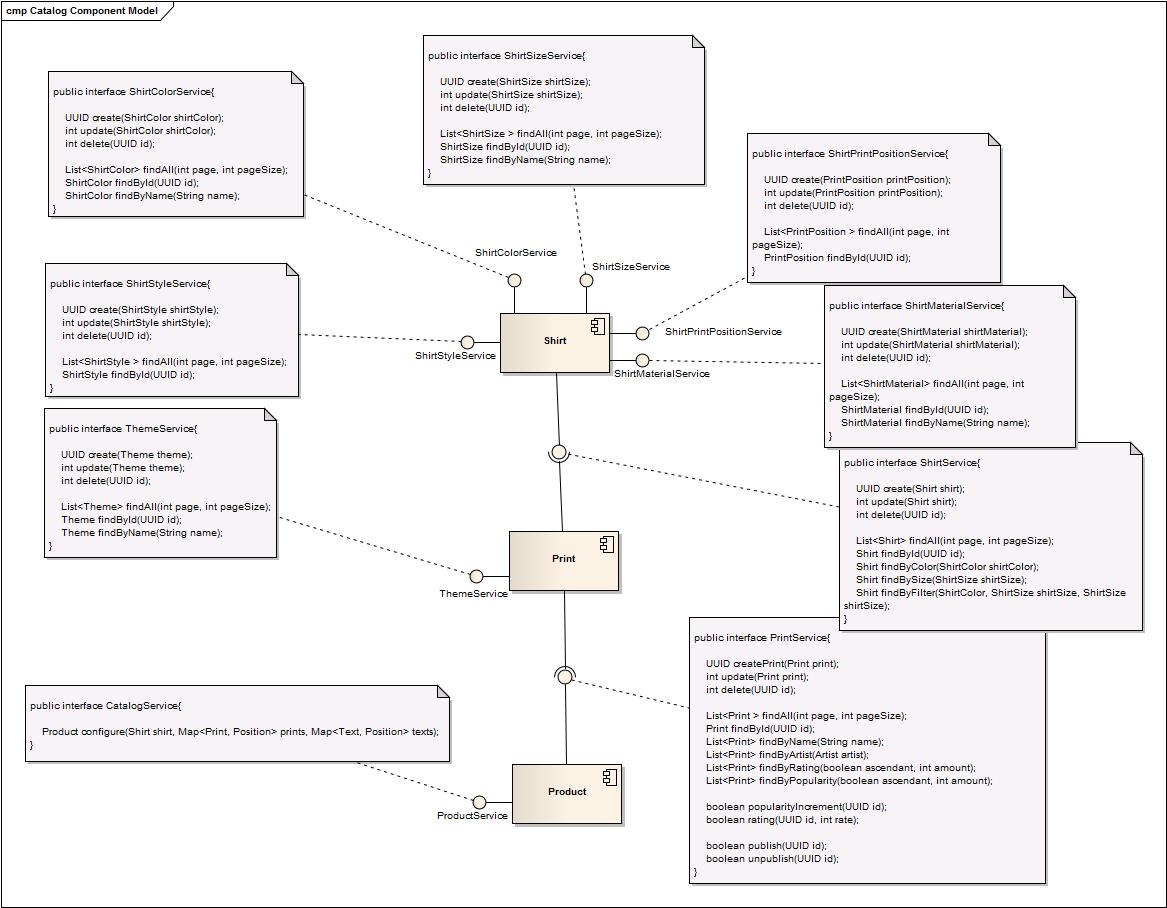 cmp Catalog Component Model
public interface ShirtSizeService{
UUID create(ShirtSize shirtSize);
int update(ShirtSize shirtSize);
int delete(UUID id);
List<ShirtSize > findAll(int page, int pageSize);
ShirtSize findById(UUID id);
ShirtSize findByName(String name);
}
public interface ShirtColorService{
UUID create(ShirtColor shirtColor);
int update(ShirtColor shirtColor);
int delete(UUID id);
List<ShirtColor> findAll(int page, int pageSize);
ShirtColor findById(UUID id);
ShirtColor findByName(String name);
}
public interface ShirtPrintPositionService{
UUID create(PrintPosition printPosition);
int update(PrintPosition printPosition);
int delete(UUID id);
List<PrintPosition > findAll(int page, int
pageSize);
PrintPosition findById(UUID id);
}
ShirtColorService
ShirtSizeService
public interface ShirtStyleService{
UUID create(ShirtStyle shirtStyle);
int update(ShirtStyle shirtStyle);
int delete(UUID id);
List<ShirtStyle > findAll(int page, int pageSize);
ShirtStyle findById(UUID id);
}
Shirt
ShirtPrintPositionService
ShirtStyleService
ShirtMaterialService
public interface ShirtMaterialService{
UUID create(ShirtMaterial shirtMaterial);
int update(ShirtMaterial shirtMaterial);
int delete(UUID id);
List<ShirtMaterial> findAll(int page, int
pageSize);
ShirtMaterial findById(UUID id);
ShirtMaterial findByName(String name);
}
public interface ThemeService{
UUID create(Theme theme);
int update(Theme theme);
int delete(UUID id);
List<Theme> findAll(int page, int pageSize);
Theme findById(UUID id);
Theme findByName(String name);
}
public interface ShirtService{
UUID create(Shirt shirt);
int update(Shirt shirt);
int delete(UUID id);
List<Shirt> findAll(int page, int pageSize);
Shirt findById(UUID id);
Shirt findByColor(ShirtColor shirtColor);
Shirt findBySize(ShirtSize shirtSize);
Shirt findByFilter(ShirtColor, ShirtSize shirtSize, ShirtSize
shirtSize);
}
Print
ThemeService
public interface PrintService{
UUID createPrint(Print print);
int update(Print print);
int delete(UUID id);
List<Print > findAll(int page, int pageSize);
Print findById(UUID id);
List<Print> findByName(String name);
List<Print> findByArtist(Artist artist);
List<Print> findByRating(boolean ascendant, int amount);
List<Print> findByPopularity(boolean ascendant, int amount);
boolean popularityIncrement(UUID id);
boolean rating(UUID id, int rate);
boolean publish(UUID id);
boolean unpublish(UUID id);
}
public interface CatalogService{
Product configure(Shirt shirt, Map<Print, Position> prints, Map<Text, Position> texts);
}
Product
ProductService